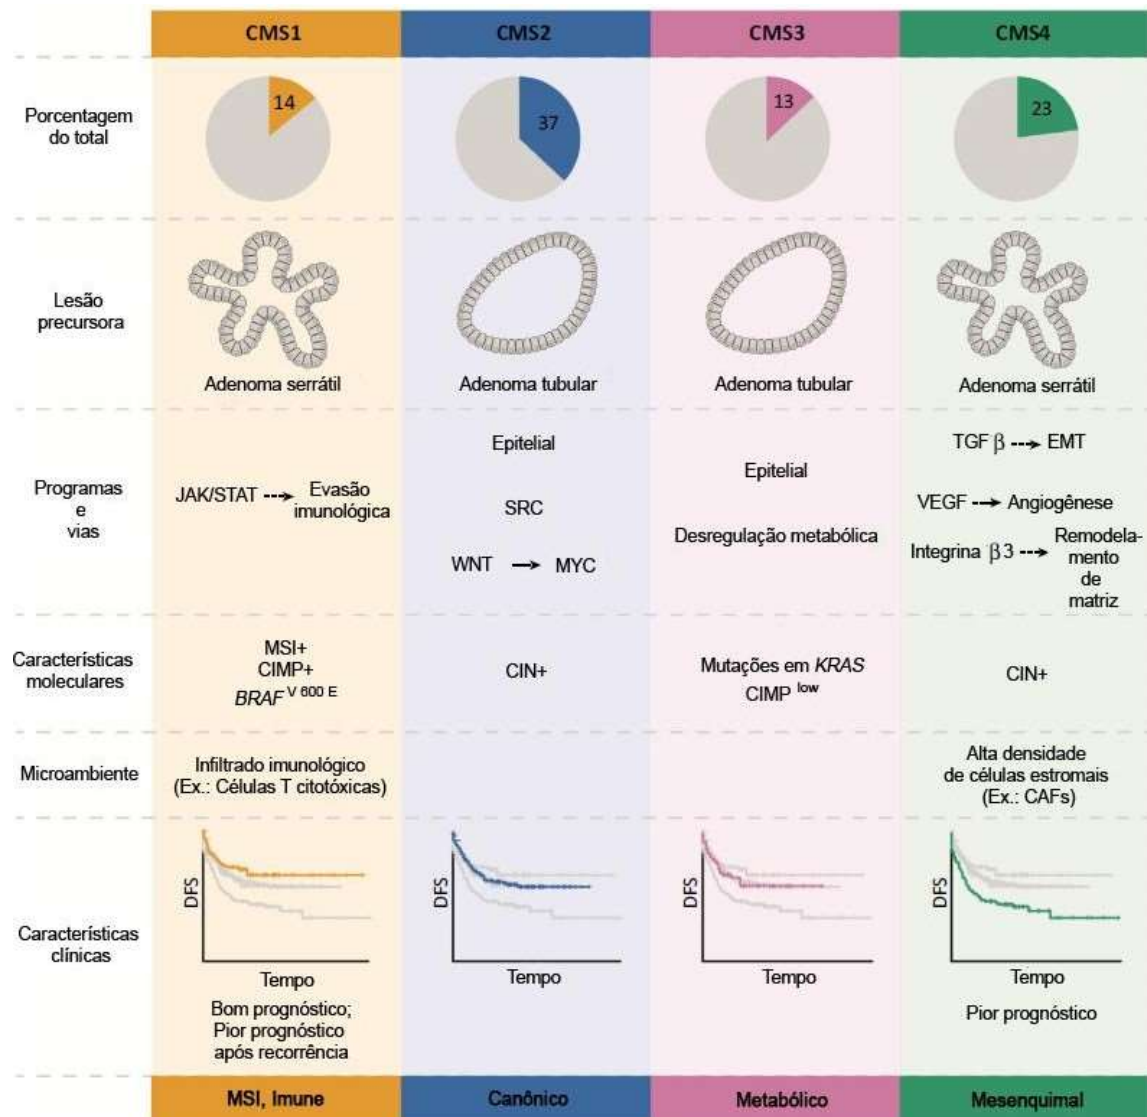 CMS1
CMS2
CMS3
CMS4
Porcentagem
do total
14
37
13
23
Lesão
precursora
Adenoma serrátil
Adenoma tubular
Adenoma tubular
Adenoma serrátil
Programas
e
vias
JAK/STAT
Evasão
imunológica
Epitelial
SRC
WNT
MYC
Epitelial
Desregulação metabólica
TGF β
EMT
VEGF
Angiogênese
Integrina β3
Remodela-
mento
de
matriz
Característicás
moleculares
MSI+
CIMP+
BRAF V 600 E
CIN+
Mutações em KRAS
CIMP low
CIN+
Microambiente
Infiltrado imunológico
(Ex.: Células T citotóxicas)
Alta densidade
de células estromais
(Ex.: CAFs)
Característicás
clínicas
DFS
Tempo
Bom prognóstico;
Pior prognóstico
após recorrência
DFS
Tempo
DFS
Tempo
DFS
Tempo
Pior prognóstico
MSI, Imune
Canônico
Metabólico
Mesenquimal